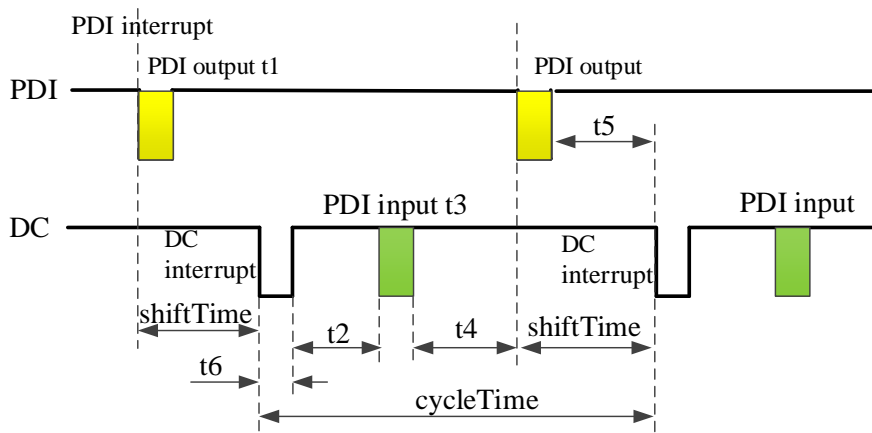 PDI interrupt
PDI output t1
PDI output
PDI
t5
PDI input t3
PDI input
DC
DC
interrupt
DC
interrupt
shiftTime
t2
t4
shiftTime
t6
cycleTime